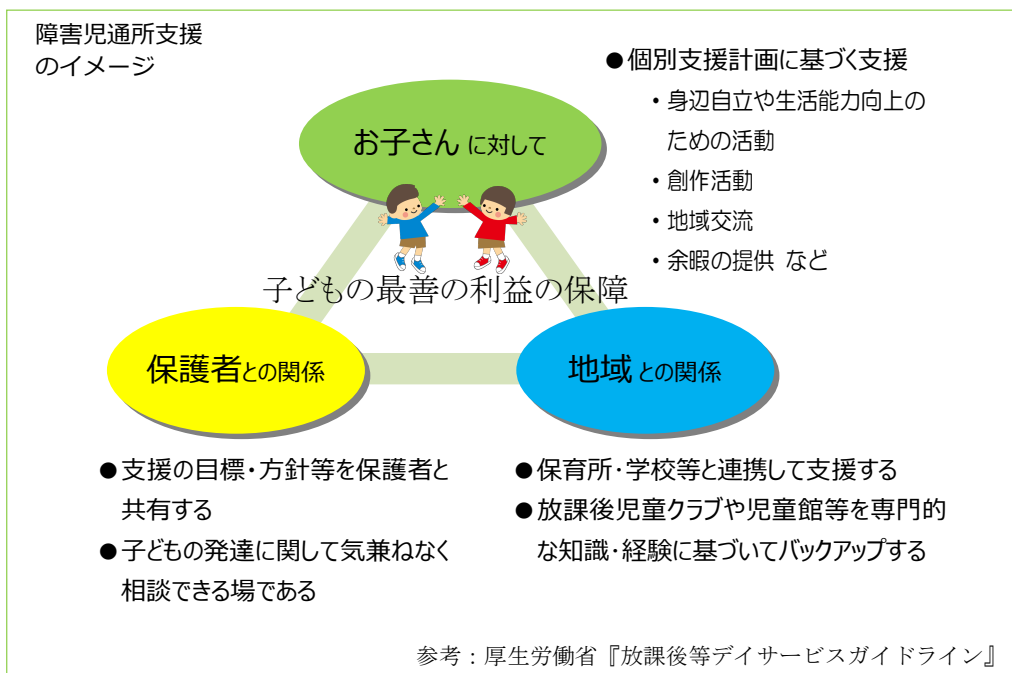 障害児通所支援
のイメージ
●個別支援計画に基づく支援
・身辺自立や生活能力向上の
ための活動
・創作活動
・地域交流
・余暇の提供 など
お子さん に対して
子どもの最善の利益の保障
保護者との関係
地域 との関係
●支援の目標・方針等を保護者と
共有する
●子どもの発達に関して気兼ねなく
相談できる場である
●保育所・学校等と連携して支援する
●放課後児童クラブや児童館等を専門的
な知識・経験に基づいてバックアップする
参考：厚生労働省『放課後等デイサービスガイドライン』